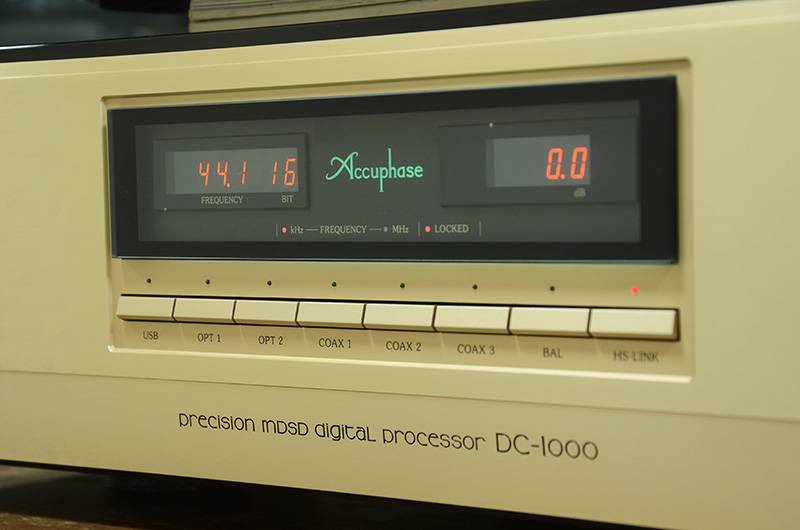 44.1 16
FREQUENCY BIT
Accuphase
0.0
dB
kHz — FREQUENCY — MHz LOCKED
USB OPT 1 OPT 2 COAX 1 COAX 2 COAX 3 BAL HS-LINK
precision MDSD digital processor DC-1000